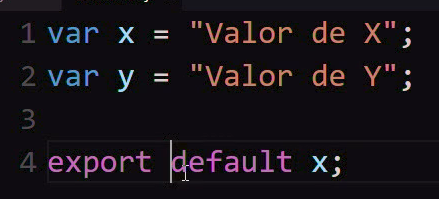 1 var x = "Valor de X";
2 var y = "Valor de Y";
3
4 export default x;